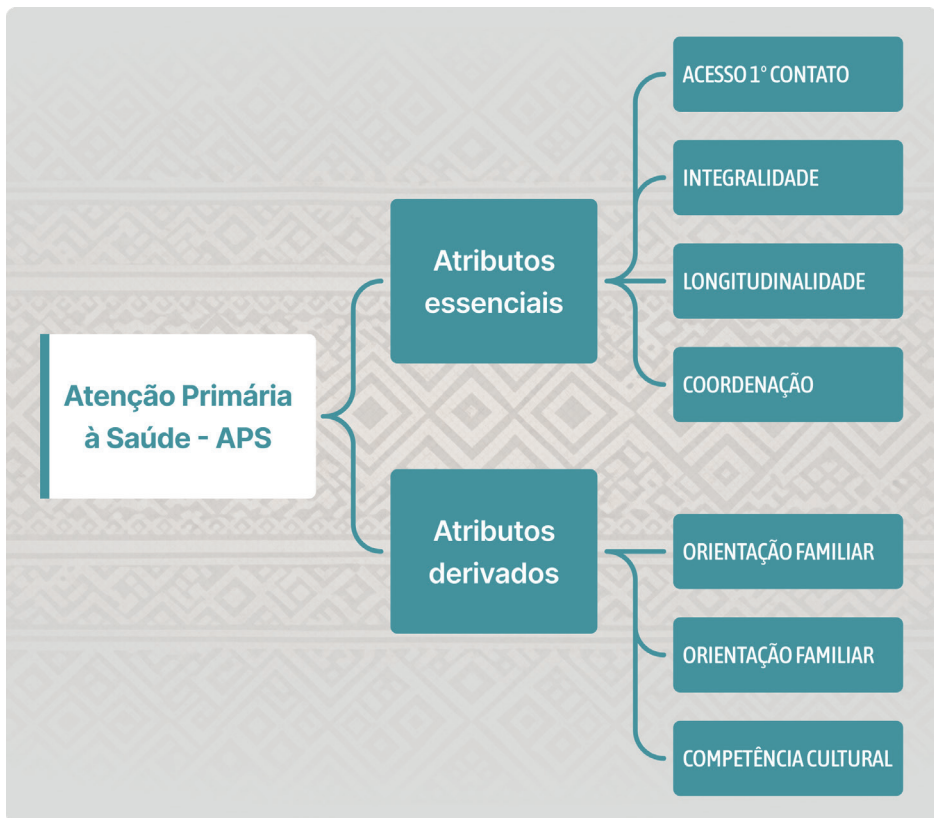 Atenção Primária
à Saúde - APS
Atributos
essenciais
ACESSO 1° CONTATO
INTEGRALIDADE
LONGITUDINALIDADE
COORDENAÇÃO
Atributos
derivados
ORIENTAÇÃO FAMILIAR
ORIENTAÇÃO FAMILIAR
COMPETÊNCIA CULTURAL